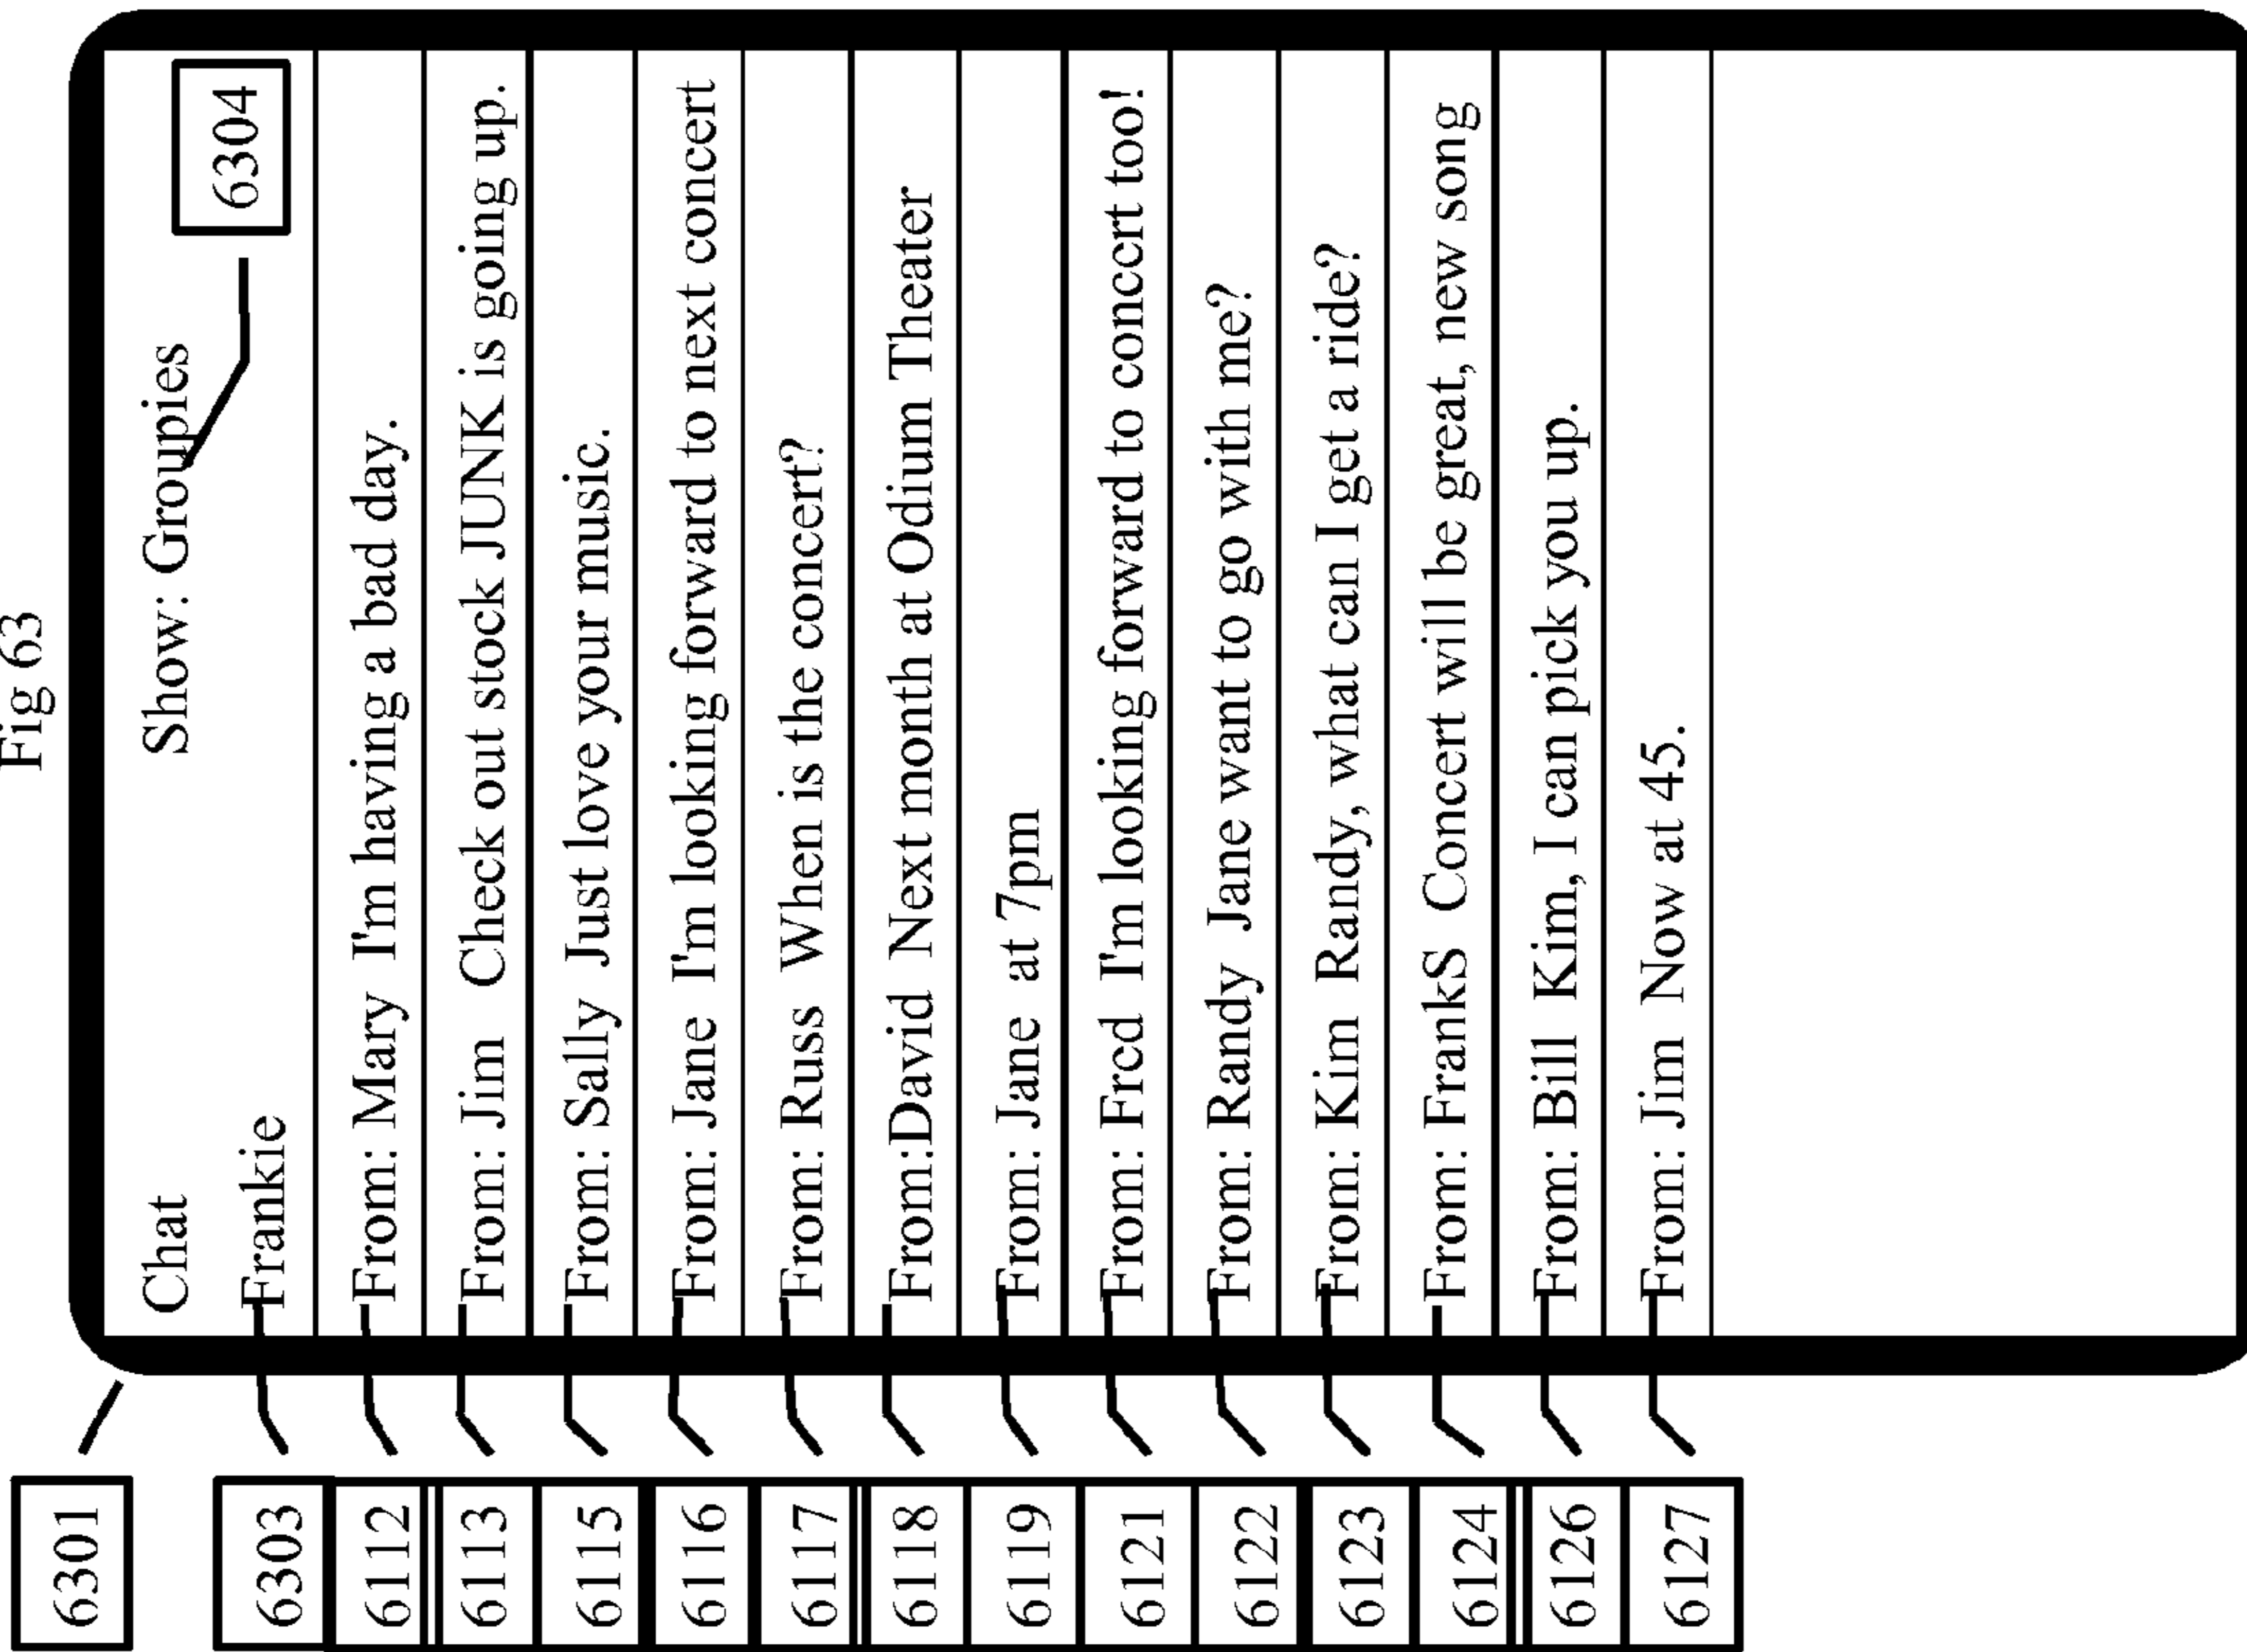 Fig 63
6301
Chat Show: Groupies
6303 Frankie 6304
6112 From: Mary I'm having a bad day.
6113 From: Jim Check out stock JUNK is going up.
6115 From: Sally Just love your music.
6116 From: Jane I'm looking forward to next concert
6117 From: Russ When is the concert?
6118 From:David Next month at Odium Theater
6119 From: Jane at 7pm
6121 From: Fred I'm looking forward to concert too!
6122 From: Randy Jane want to go with me?
6123 From: Kim Randy, what can I get a ride?
6124 From: FrankS Concert will be great, new song
6126 From: Bill Kim, I can pick you up.
6127 From: Jim Now at 45.